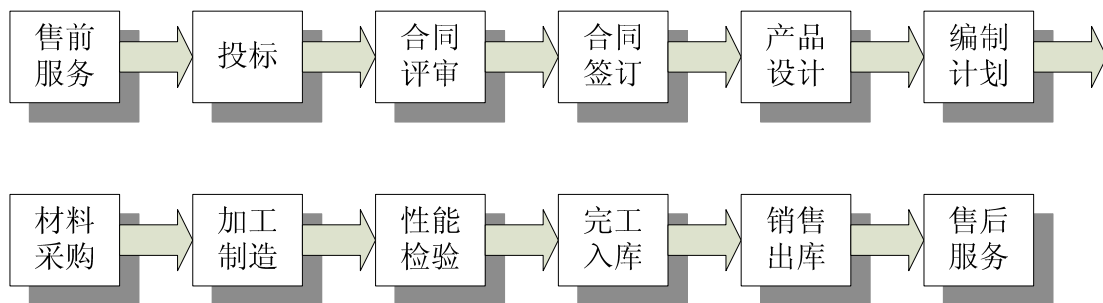 售前
服务
投标
合同
评审
合同
签订
产品
设计
编制
计划
材料
采购
加工
制造
性能
检验
完工
入库
销售
出库
售后
服务